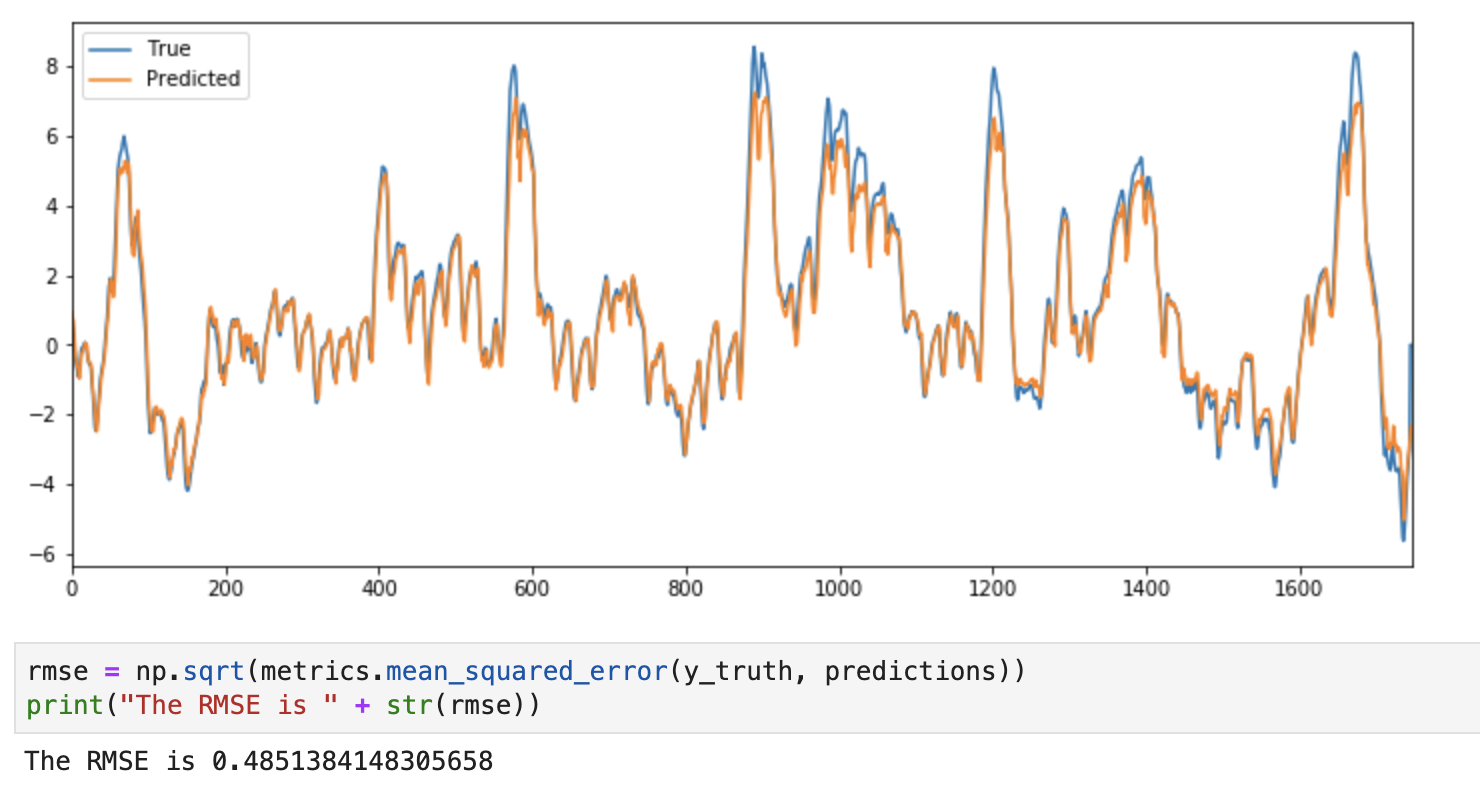 True
Predicted
8
6
4
2
0
−2
−4
−6
0 200 400 600 800 1000 1200 1400 1600
rmse = np.sqrt(metrics.mean_squared_error(y_truth, predictions))
print("The RMSE is " + str(rmse))
The RMSE is 0.4851384148305658